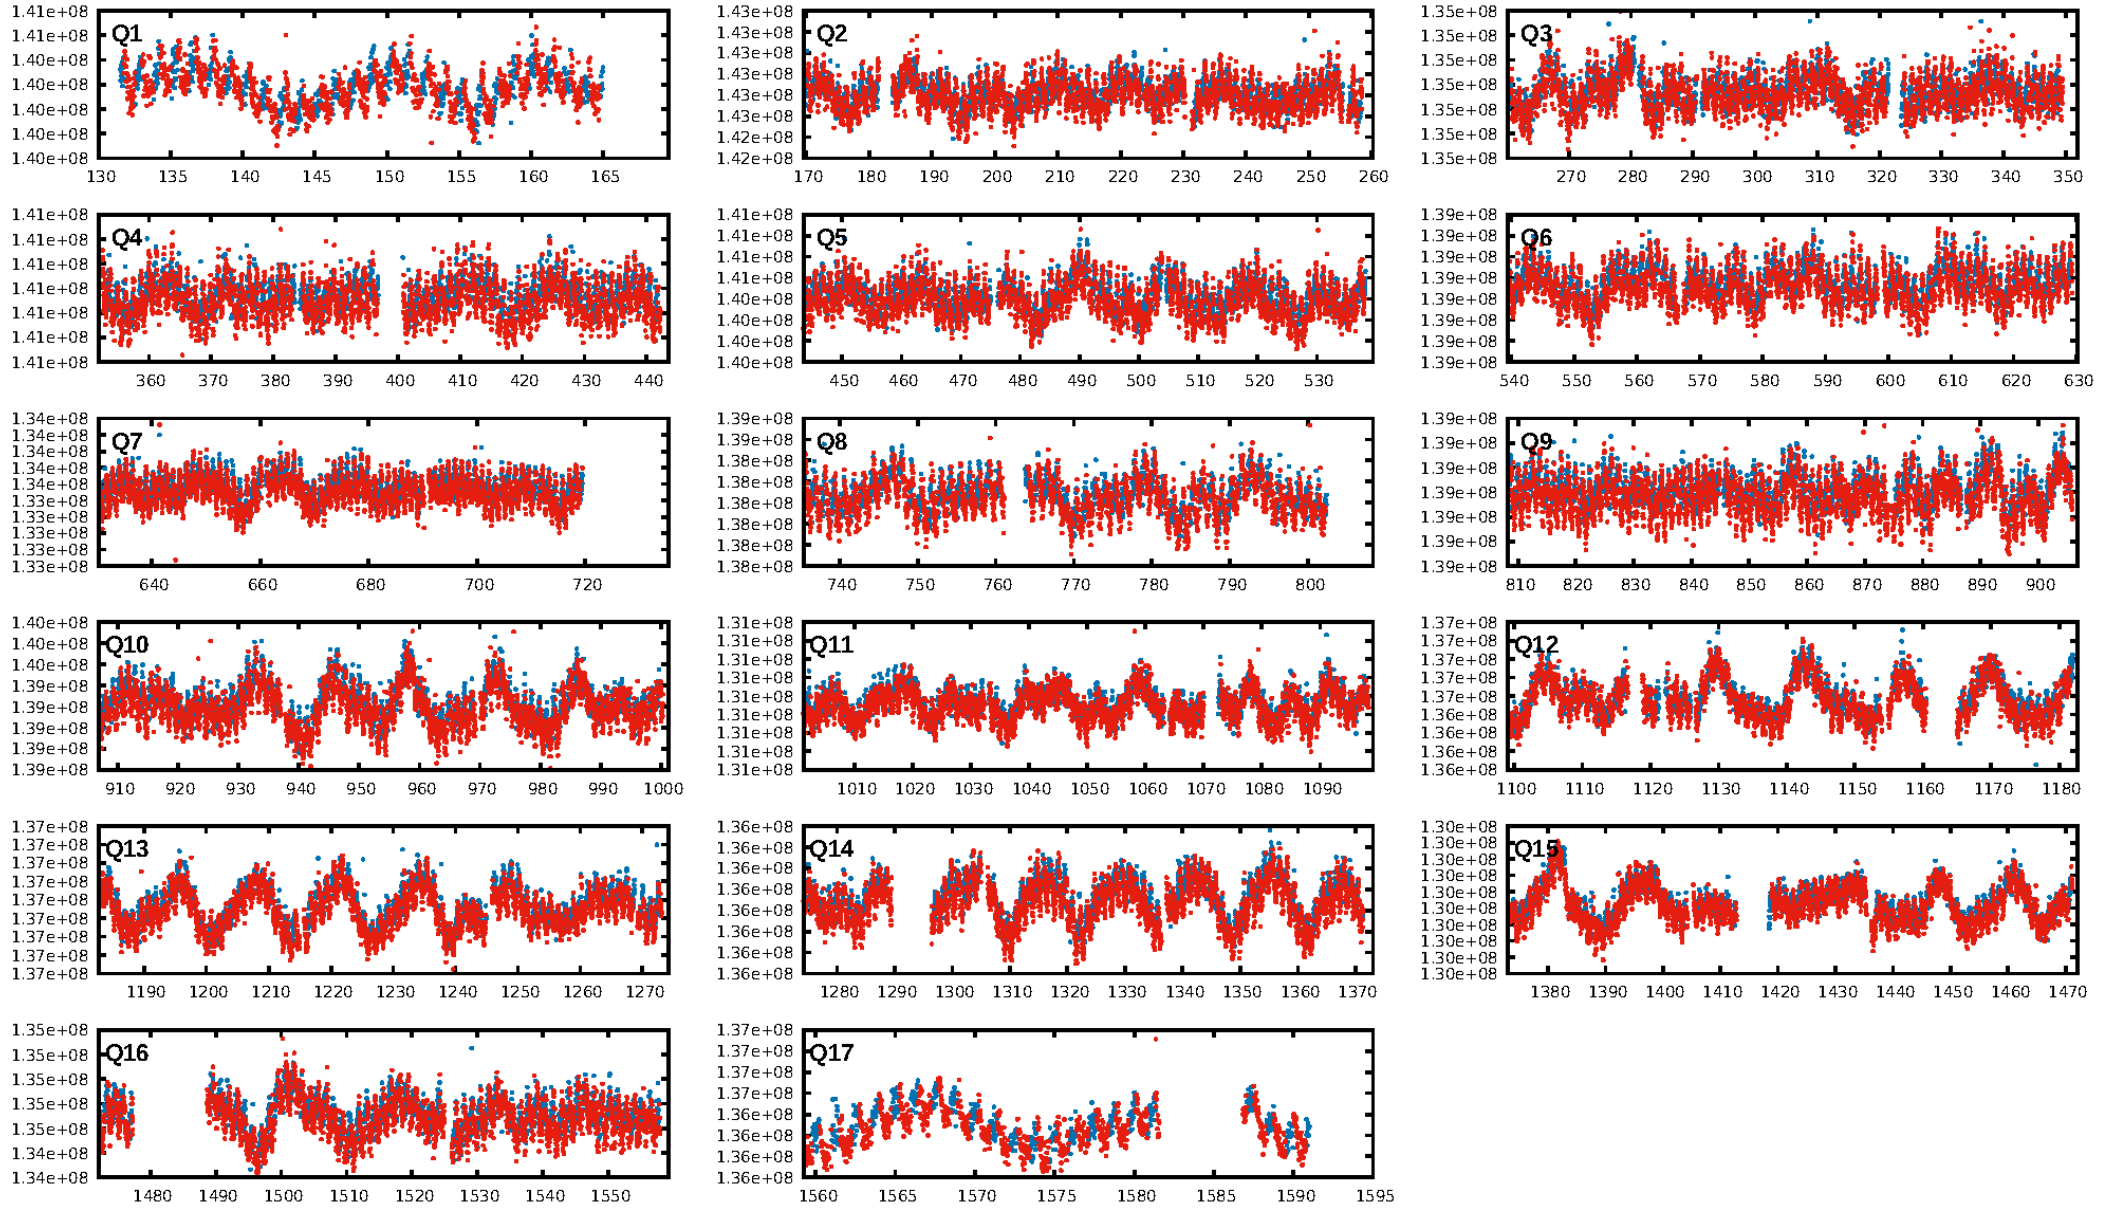 Q1
1.41e+08
1.41e+08
1.40e+08
1.40e+08
1.40e+08
1.40e+08
1.40e+08
130 135 140 145 150 155 160 165
Q2
1.43e+08
1.43e+08
1.43e+08
1.43e+08
1.43e+08
1.43e+08
1.42e+08
1.42e+08
170 180 190 200 210 220 230 240 250 260
Q3
1.35e+08
1.35e+08
1.35e+08
1.35e+08
1.35e+08
1.35e+08
1.35e+08
270 280 290 300 310 320 330 340 350
Q4
1.41e+08
1.41e+08
1.41e+08
1.41e+08
1.41e+08
1.41e+08
1.41e+08
360 370 380 390 400 410 420 430 440
Q5
1.41e+08
1.41e+08
1.41e+08
1.41e+08
1.40e+08
1.40e+08
1.40e+08
1.40e+08
450 460 470 480 490 500 510 520 530
Q6
1.39e+08
1.39e+08
1.39e+08
1.39e+08
1.39e+08
1.39e+08
1.39e+08
1.39e+08
540 550 560 570 580 590 600 610 620 630
Q7
1.34e+08
1.34e+08
1.34e+08
1.34e+08
1.34e+08
1.33e+08
1.33e+08
1.33e+08
1.33e+08
1.33e+08
640 660 680 700 720
Q8
1.39e+08
1.39e+08
1.38e+08
1.38e+08
1.38e+08
1.38e+08
1.38e+08
1.38e+08
740 750 760 770 780 790 800
Q9
1.39e+08
1.39e+08
1.39e+08
1.39e+08
1.39e+08
1.39e+08
1.39e+08
810 820 830 840 850 860 870 880 890 900
Q10
1.40e+08
1.40e+08
1.40e+08
1.39e+08
1.39e+08
1.39e+08
1.39e+08
1.39e+08
910 920 930 940 950 960 970 980 990 1000
Q11
1.31e+08
1.31e+08
1.31e+08
1.31e+08
1.31e+08
1.31e+08
1.31e+08
1.31e+08
1.31e+08
1010 1020 1030 1040 1050 1060 1070 1080 1090
Q12
1.37e+08
1.37e+08
1.37e+08
1.37e+08
1.37e+08
1.36e+08
1.36e+08
1.36e+08
1.36e+08
1100 1110 1120 1130 1140 1150 1160 1170 1180
Q13
1.37e+08
1.37e+08
1.37e+08
1.37e+08
1.37e+08
1.37e+08
1.37e+08
1.37e+08
1.37e+08
1190 1200 1210 1220 1230 1240 1250 1260 1270
Q14
1.36e+08
1.36e+08
1.36e+08
1.36e+08
1.36e+08
1.36e+08
1.36e+08
1.36e+08
1280 1290 1300 1310 1320 1330 1340 1350 1360 1370
Q15
1.30e+08
1.30e+08
1.30e+08
1.30e+08
1.30e+08
1.30e+08
1.30e+08
1.30e+08
1.30e+08
1.30e+08
1380 1390 1400 1410 1420 1430 1440 1450 1460 1470
Q16
1.35e+08
1.35e+08
1.35e+08
1.35e+08
1.35e+08
1.34e+08
1.34e+08
1480 1490 1500 1510 1520 1530 1540 1550
Q17
1.37e+08
1.37e+08
1.37e+08
1.37e+08
1.36e+08
1.36e+08
1.36e+08
1.36e+08
1560 1565 1570 1575 1580 1585 1590 1595